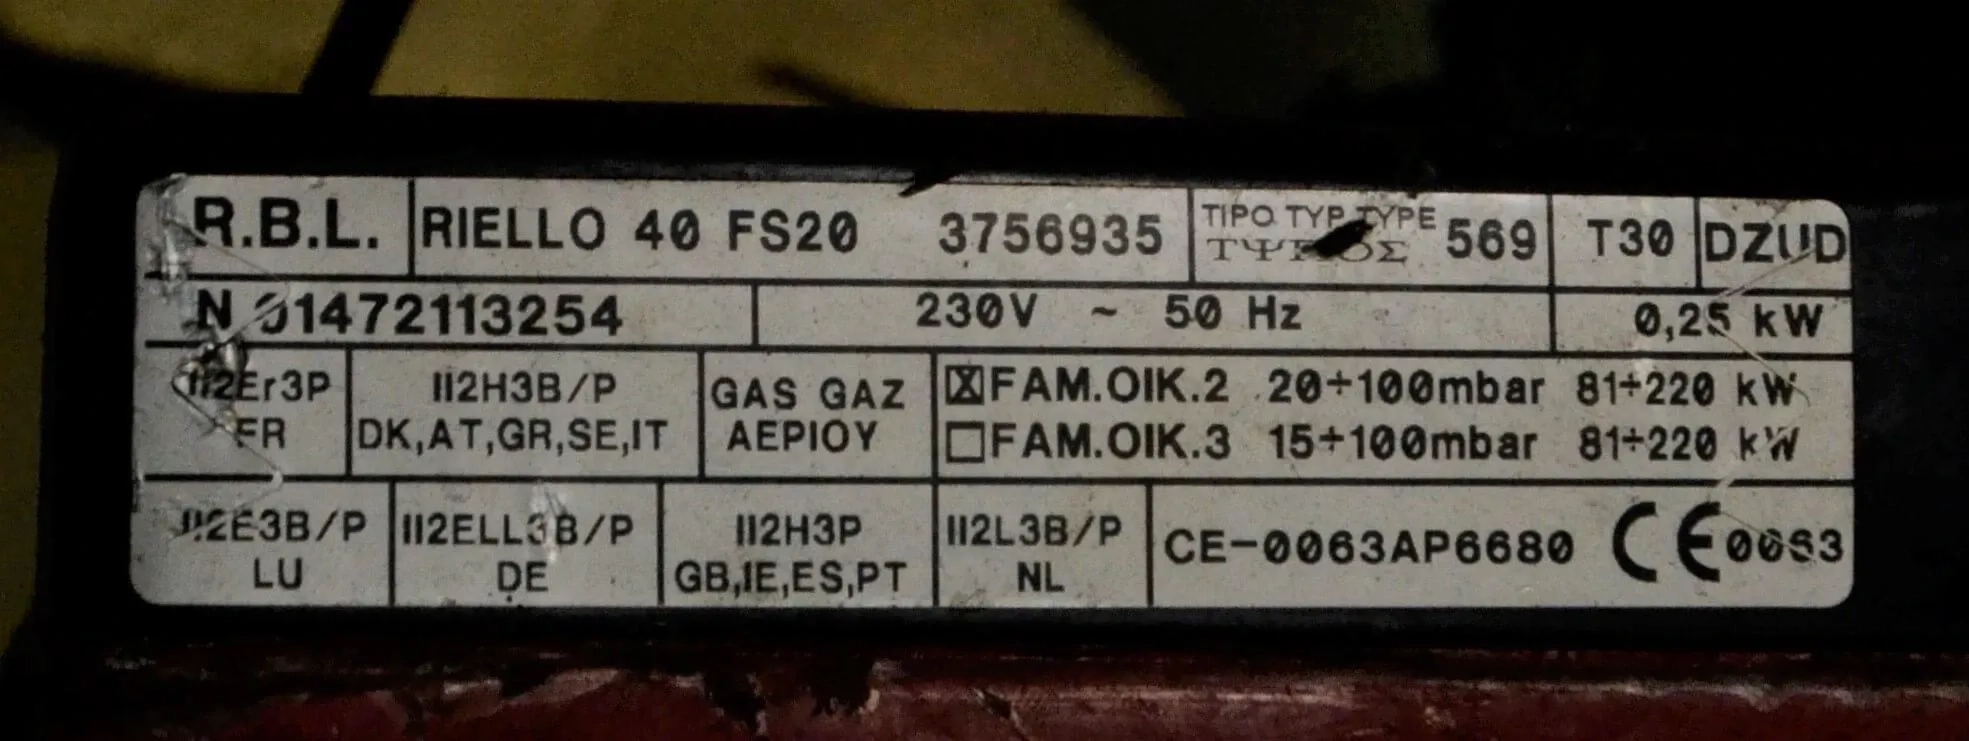 R.B.L. RIELLO 40 FS20 3756935 TIPO TYP TYPE 569 T30 DZUD
N 01472113254 230V ~ 50 Hz 0,25 kW
II2Er3P II2H3B/P GAS GAZ ☒FAM.OIK.2 20÷100mbar 81÷220 kW
FR DK,AT,GR,SE,IT ΑΕΡΙΟΥ ☐FAM.OIK.3 15÷100mbar 81÷220 kW
II2E3B/P II2ELL3B/P II2H3P II2L3B/P CE-0063AP6680 CE 0063
LU DE GB,IE,ES,PT NL